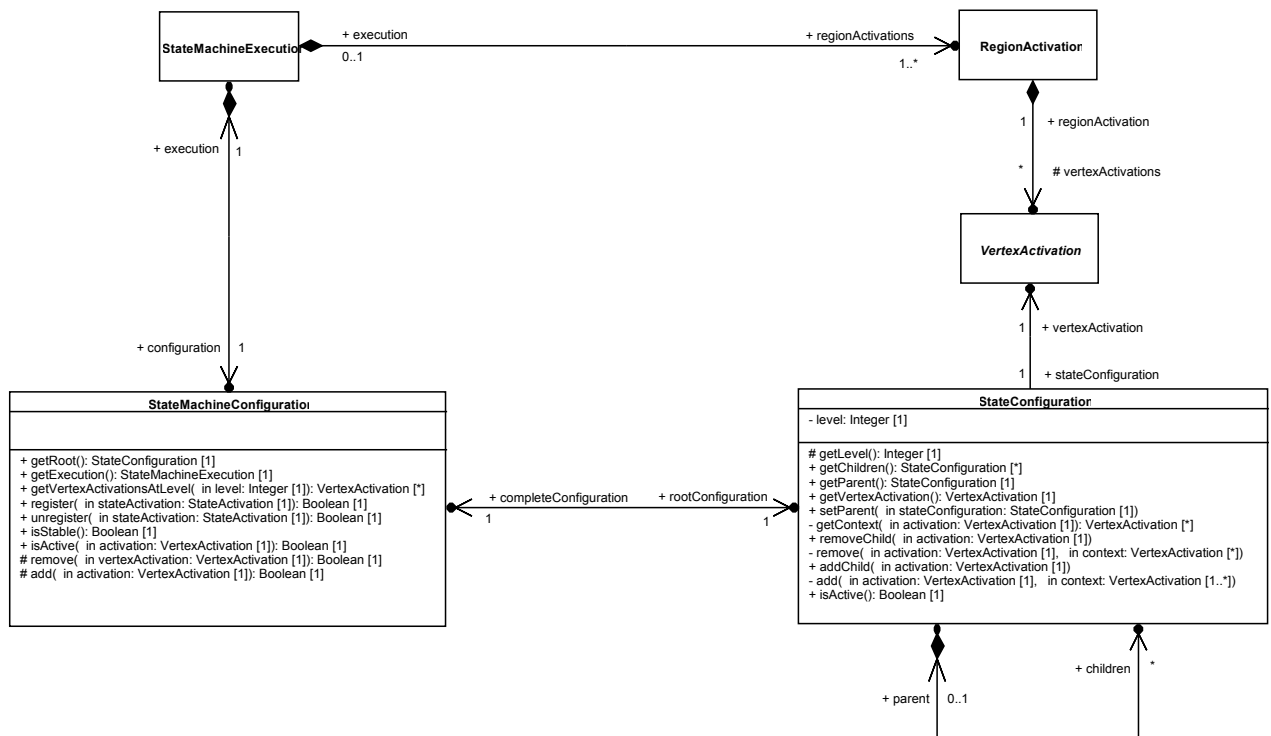 StateMachineExecution
+ execution
0..1
+ regionActivations
1..*
RegionActivation
1
+ regionActivation
*
# vertexActivations
VertexActivation
+ execution
1
1
+ vertexActivation
+ configuration
1
1
+ stateConfiguration
StateMachineConfiguration
+ getRoot(): StateConfiguration [1]
+ getExecution(): StateMachineExecution [1]
+ getVertexActivationsAtLevel( in level: Integer [1]): VertexActivation [*]
+ register( in stateActivation: StateActivation [1]): Boolean [1]
+ unregister( in stateActivation: StateActivation [1]): Boolean [1]
+ isStable(): Boolean [1]
+ isActive( in activation: VertexActivation [1]): Boolean [1]
# remove( in vertexActivation: VertexActivation [1]): Boolean [1]
# add( in activation: VertexActivation [1]): Boolean [1]
+ completeConfiguration
1
+ rootConfiguration
1
StateConfiguration
- level: Integer [1]
# getLevel(): Integer [1]
+ getChildren(): StateConfiguration [*]
+ getParent(): StateConfiguration [1]
+ getVertexActivation(): VertexActivation [1]
+ setParent( in stateConfiguration: StateConfiguration [1])
- getContext( in activation: VertexActivation [1]): VertexActivation [*]
+ removeChild( in activation: VertexActivation [1])
- remove( in activation: VertexActivation [1], in context: VertexActivation [*])
+ addChild( in activation: VertexActivation [1])
- add( in activation: VertexActivation [1], in context: VertexActivation [1..*])
+ isActive(): Boolean [1]
+ children
*
+ parent
0..1